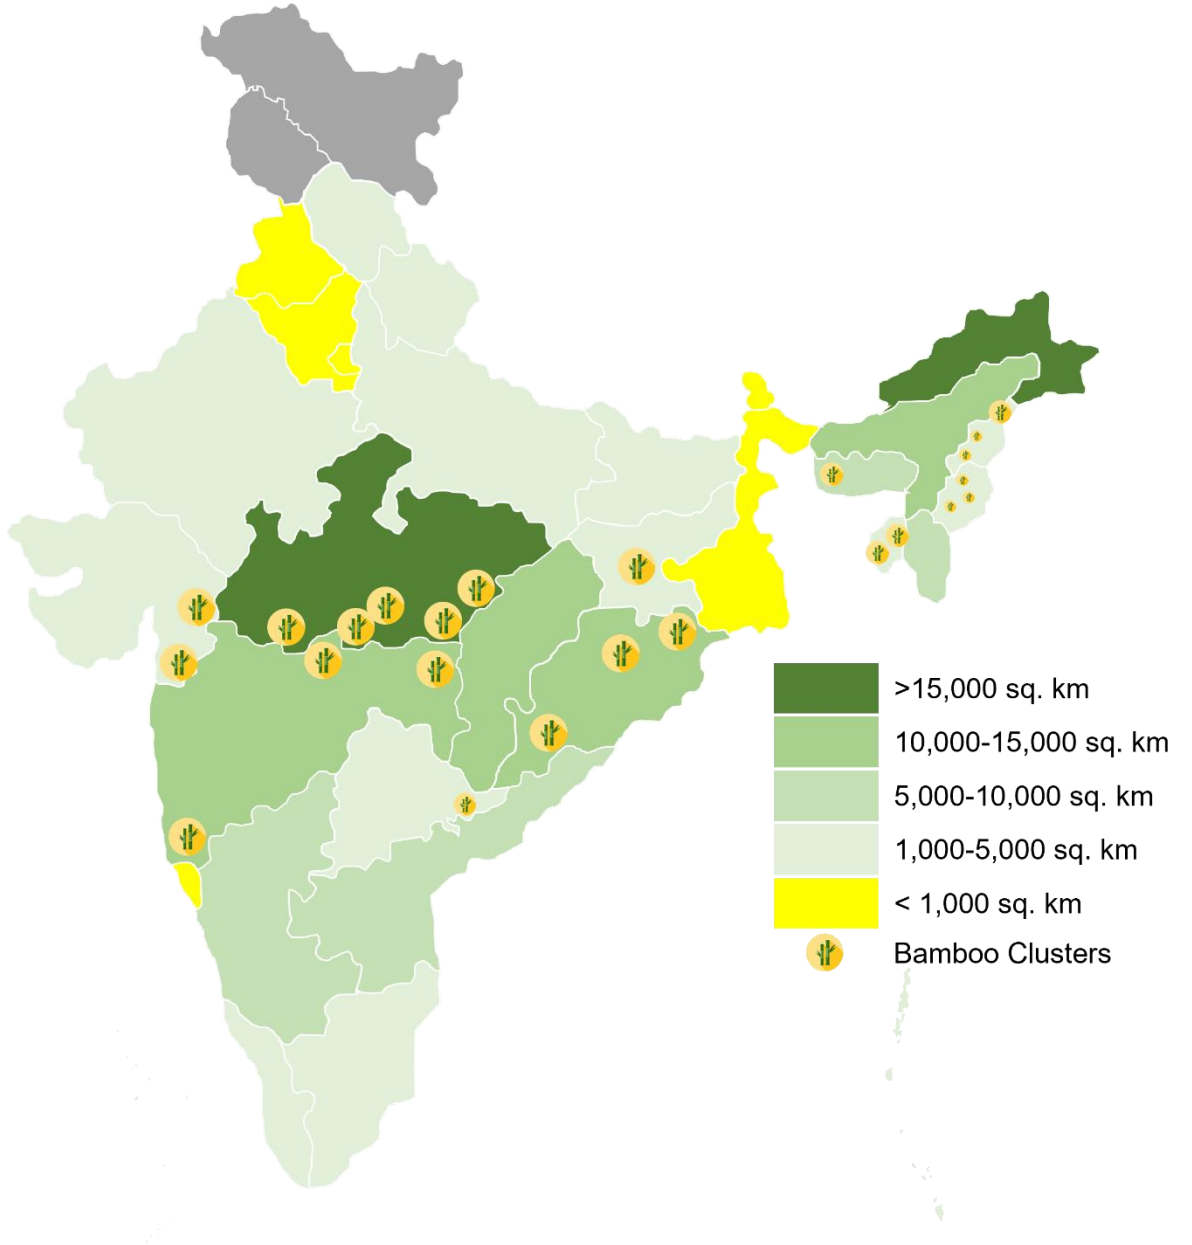 >15,000 sq. km
10,000-15,000 sq. km
5,000-10,000 sq. km
1,000-5,000 sq. km
< 1,000 sq. km
Bamboo Clusters